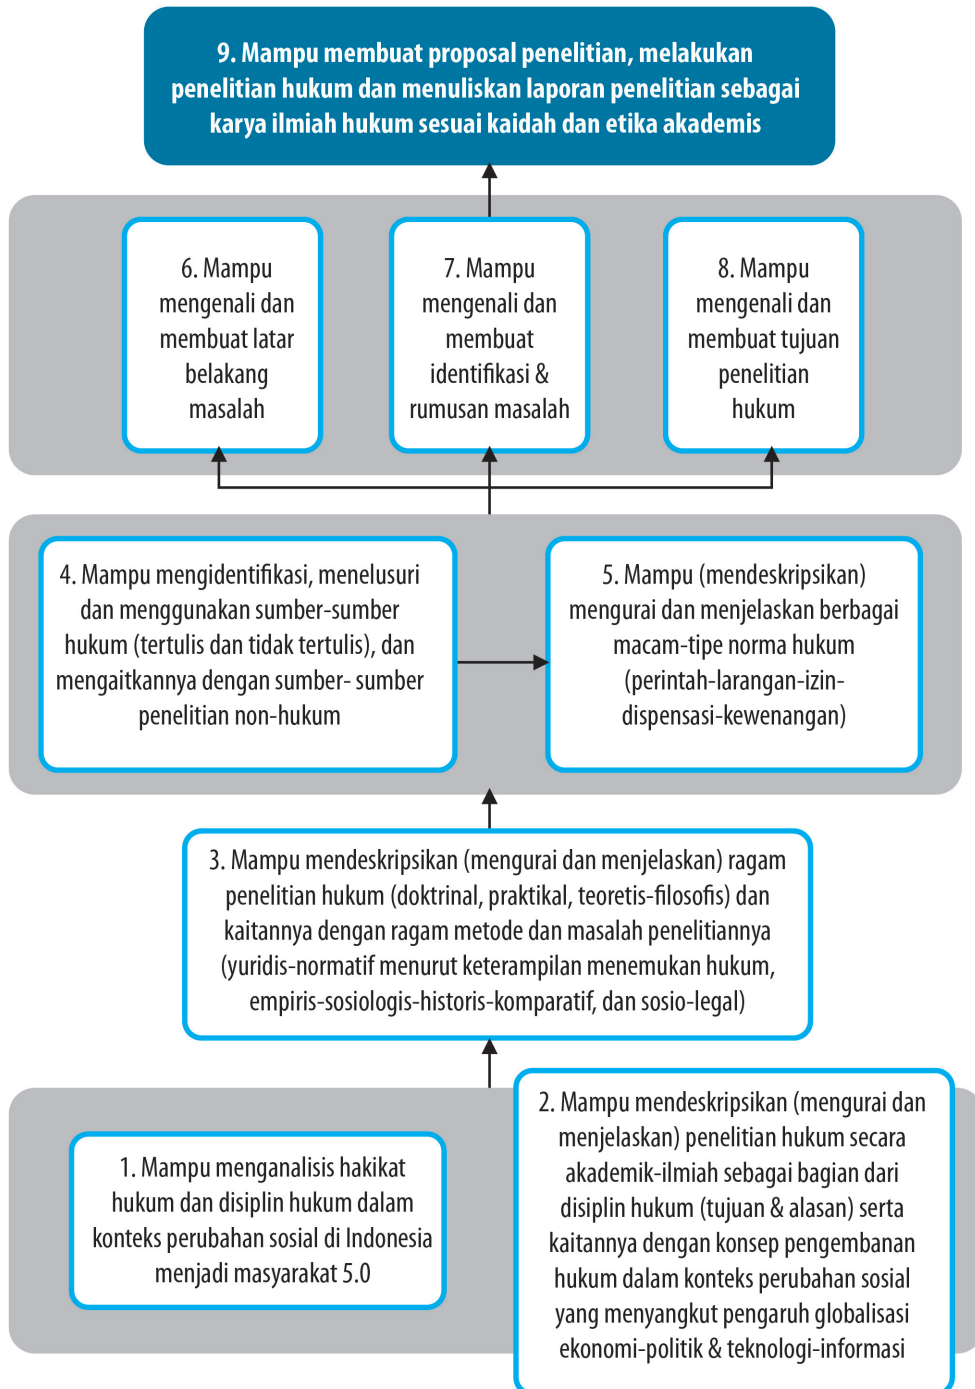 9. Mampu membuat proposal penelitian, melakukan
penelitian hukum dan menuliskan laporan penelitian sebagai
karya ilmiah hukum sesuai kaidah dan etika akademis
6. Mampu
mengenali dan
membuat latar
belakang
masalah
7. Mampu
mengenali dan
membuat
identifikasi &
rumusan masalah
8. Mampu
mengenali dan
membuat tujuan
penelitian
hukum
4. Mampu mengidentifikasi, menelusuri
dan menggunakan sumber-sumber
hukum (tertulis dan tidak tertulis), dan
mengaitkannya dengan sumber- sumber
penelitian non-hukum
5. Mampu (mendeskripsikan)
mengurai dan menjelaskan berbagai
macam-tipe norma hukum
(perintah-larangan-izin-
dispensasi-kewenangan)
3. Mampu mendeskripsikan (mengurai dan menjelaskan) ragam
penelitian hukum (doktrinal, praktikal, teoretis-filosofis) dan
kaitannya dengan ragam metode dan masalah penelitiannya
(yuridis-normatif menurut keterampilan menemukan hukum,
empiris-sosiologis-historis-komparatif, dan sosio-legal)
1. Mampu menganalisis hakikat
hukum dan disiplin hukum dalam
konteks perubahan sosial di Indonesia
menjadi masyarakat 5.0
2. Mampu mendeskripsikan (mengurai dan
menjelaskan) penelitian hukum secara
akademik-ilmiah sebagai bagian dari
disiplin hukum (tujuan & alasan) serta
kaitannya dengan konsep pengembanan
hukum dalam konteks perubahan sosial
yang menyangkut pengaruh globalisasi
ekonomi-politik & teknologi-informasi